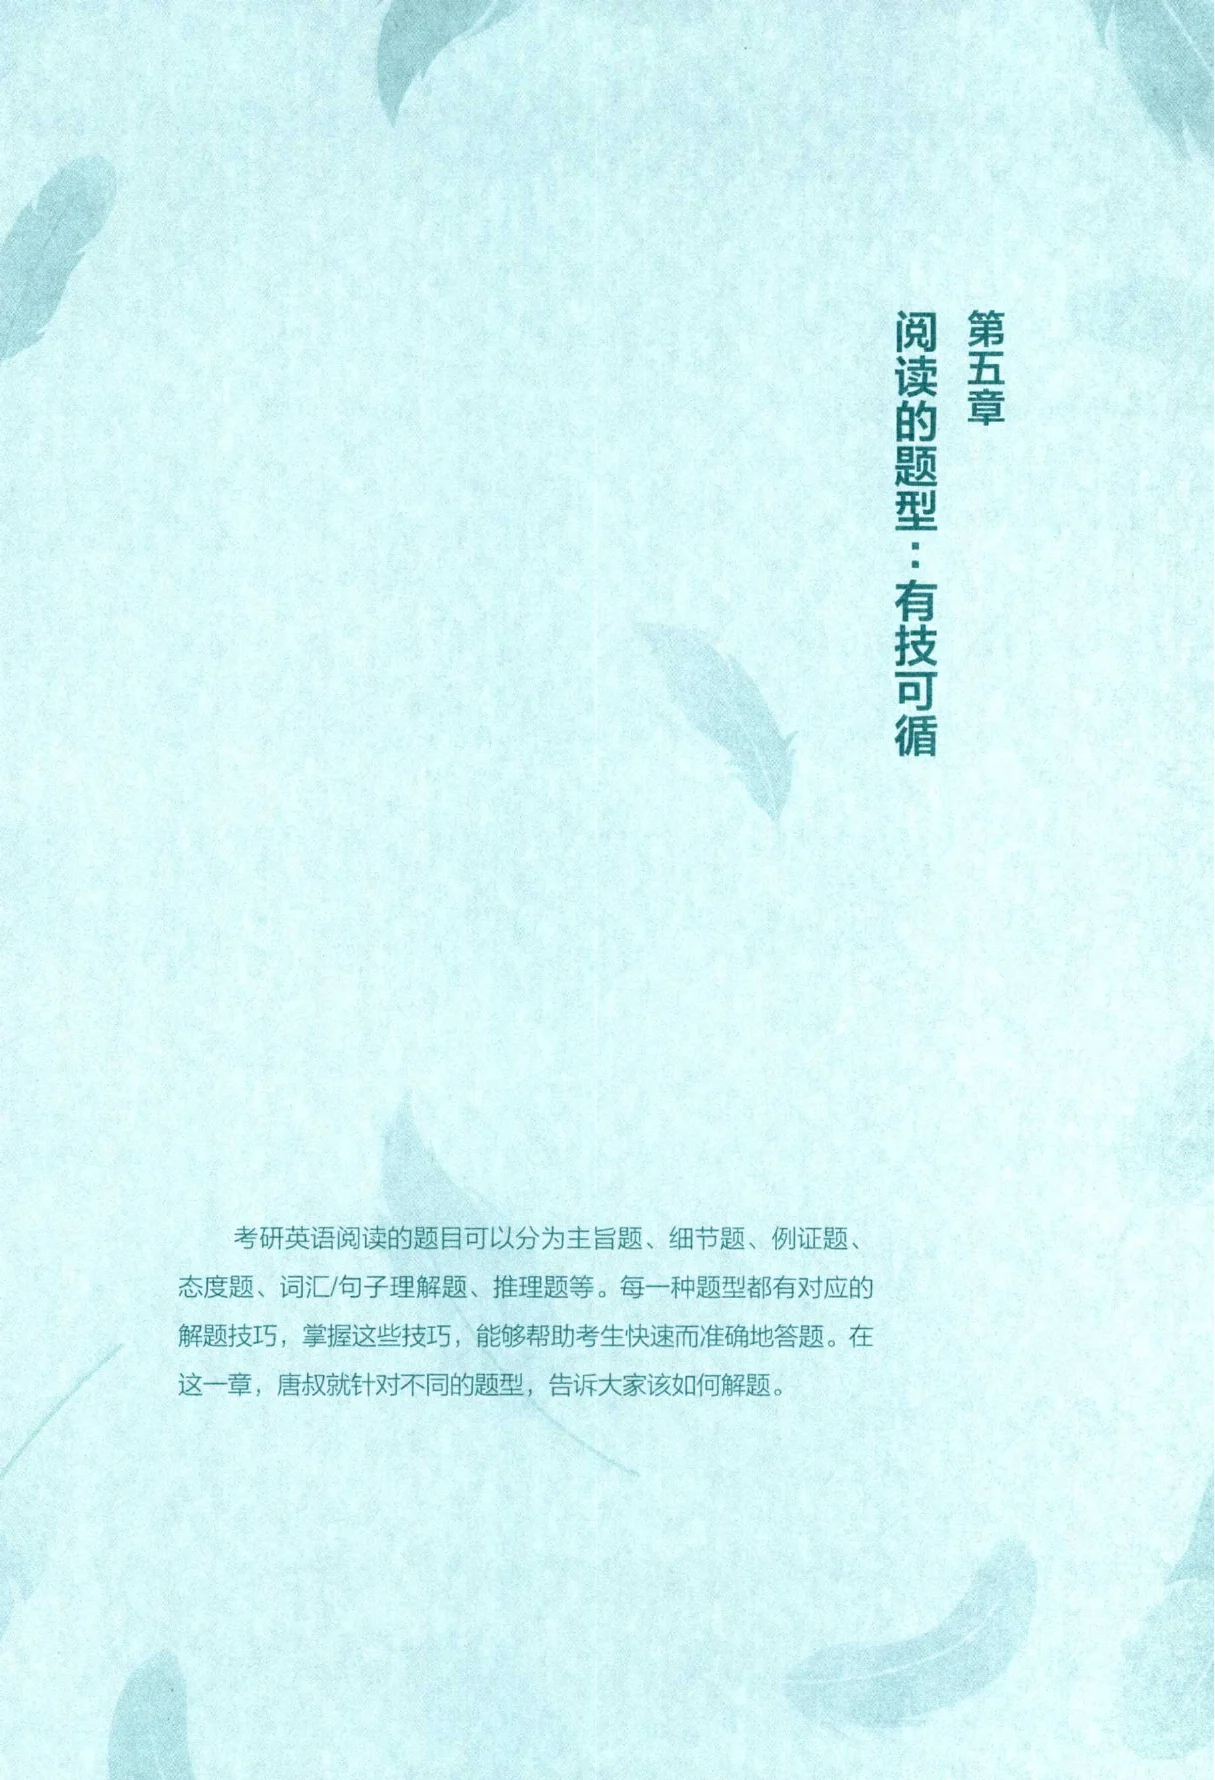 第五章
阅读的题型：有技可循
考研英语阅读的题目可以分为主旨题、细节题、例证题、
态度题、词汇/句子理解题、推理题等。每一种题型都有对应的
解题技巧，掌握这些技巧，能够帮助考生快速而准确地答题。在
这一章，唐叔就针对不同的题型，告诉大家该如何解题。